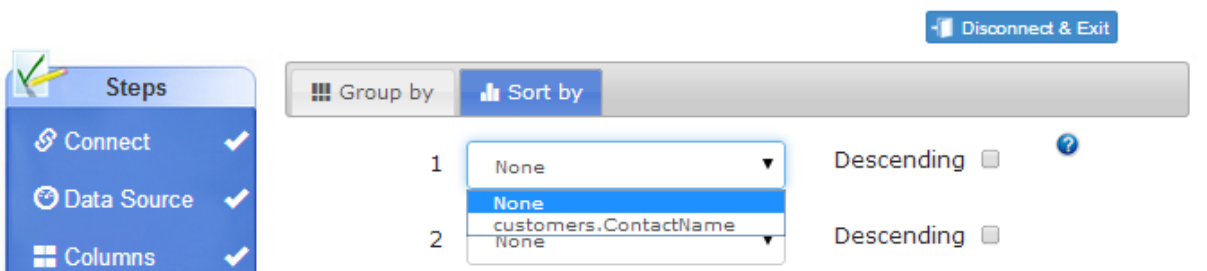 Disconnect & Exit
Steps
Group by
Sort by
Connect
1
None
Descending
Data Source
None
customers.ContactName
2
None
Descending
Columns